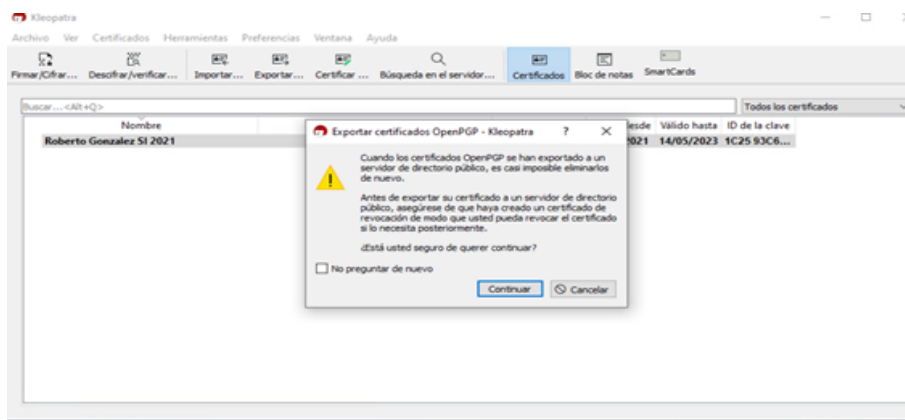 Kleopatra
Archivo Ver Certificados Herramientas Preferencias Ventana Ayuda
Firmar/Cifrar... Descifrar/verificar... Importar... Exportar... Certificar ... Búsqueda en el servidor... Certificados Bloc de notas SmartCards
Buscar...<Alt+Q> Todos los certificados
Nombre desde Válido hasta ID de la clave
Roberto Gonzalez SI 2021 2021 14/05/2023 1C25 93C6...
Exportar certificados OpenPGP - Kleopatra
Cuando los certificados OpenPGP se han exportado a un
servidor de directorio público, es casi imposible eliminarlos
de nuevo.
Antes de exportar su certificado a un servidor de directorio
público, asegúrese de que haya creado un certificado de
revocación de modo que usted pueda revocar el certificado
si lo necesita posteriormente.
¿Está usted seguro de querer continuar?
No preguntar de nuevo
Continuar Cancelar